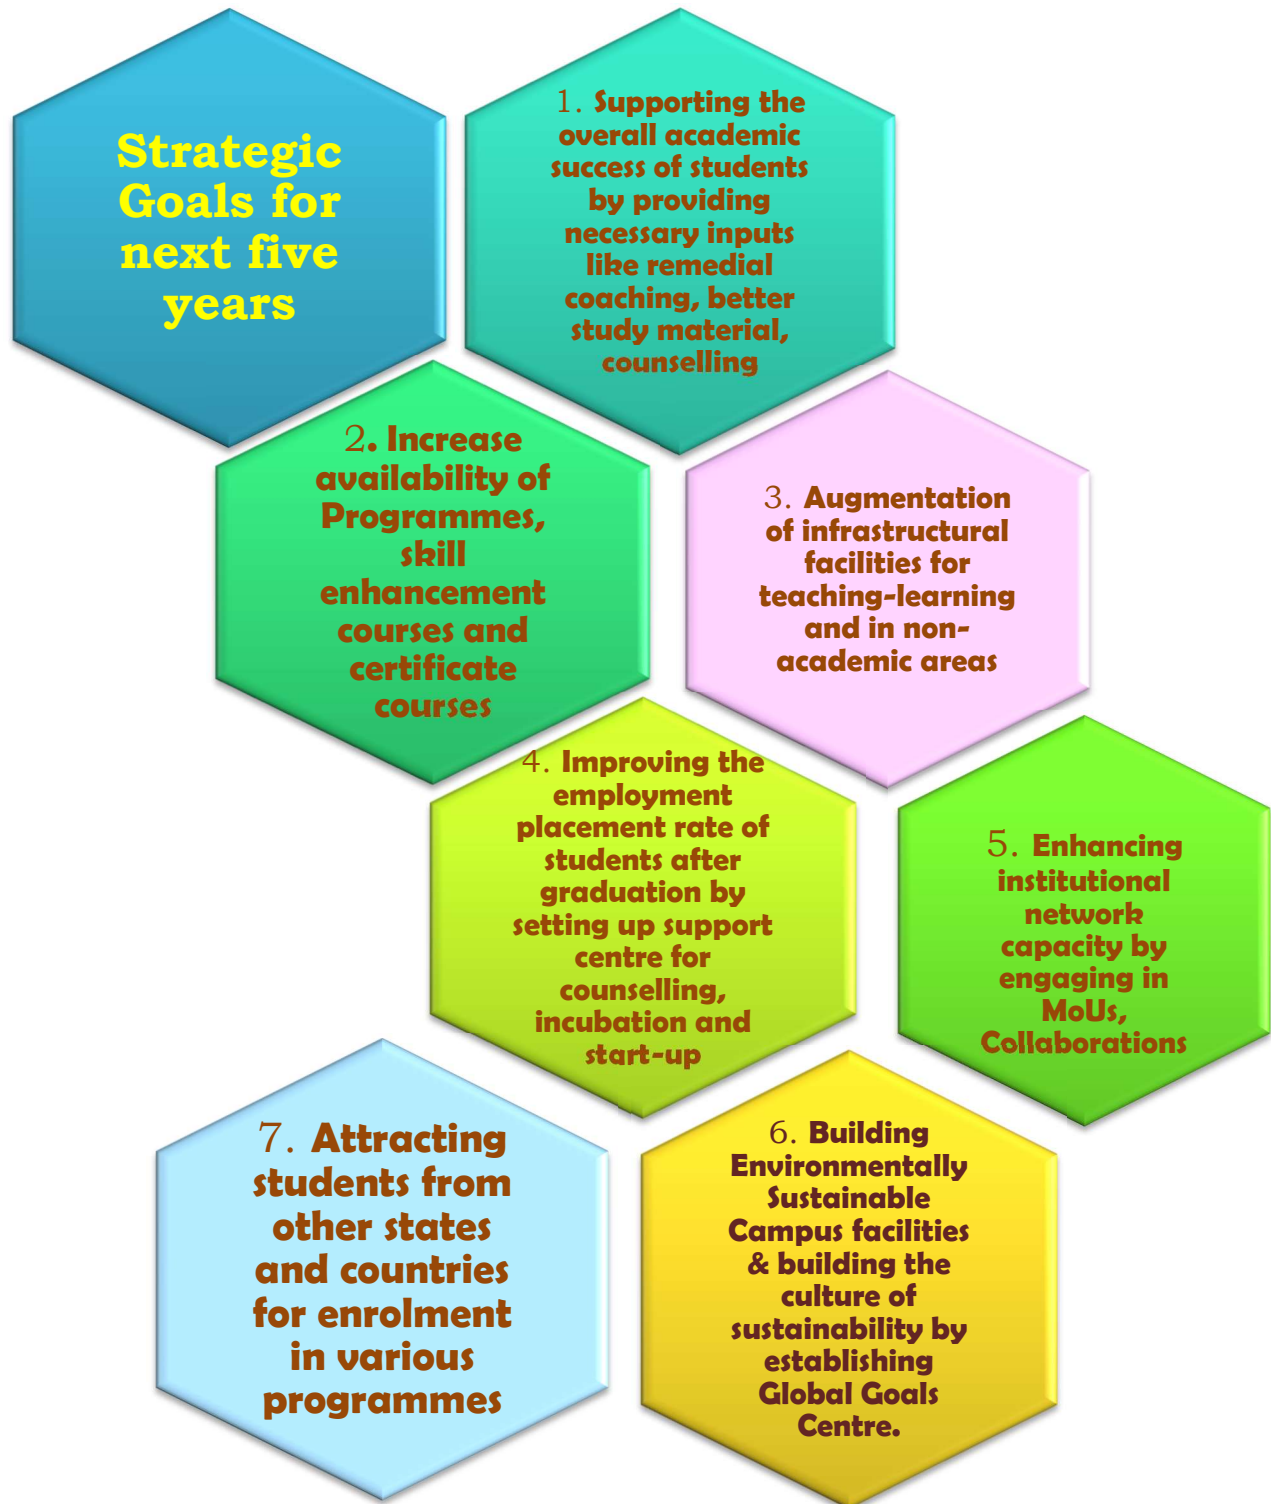 Strategic
Goals for
next five
years
1. Supporting the
overall academic
success of students
by providing
necessary inputs
like remedial
coaching, better
study material,
counselling
2. Increase
availability of
Programmes,
skill
enhancement
courses and
certificate
courses
3. Augmentation
of infrastructural
facilities for
teaching-learning
and in non-
academic areas
4. Improving the
employment
placement rate of
students after
graduation by
setting up support
centre for
counselling,
incubation and
start-up
5. Enhancing
institutional
network
capacity by
engaging in
MoUs,
Collaborations
6. Building
Environmentally
Sustainable
Campus facilities
& building the
culture of
sustainability by
establishing
Global Goals
Centre.
7. Attracting
students from
other states
and countries
for enrolment
in various
programmes